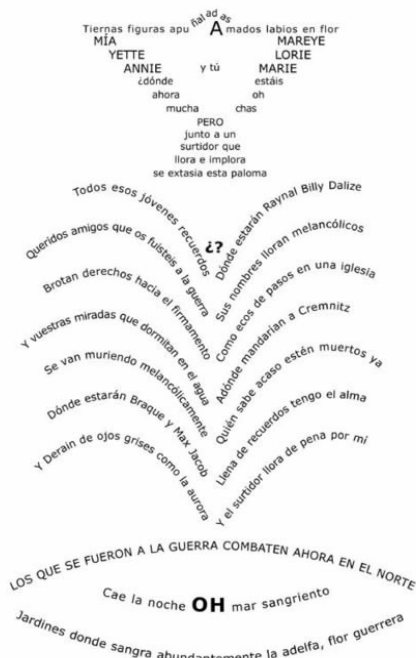 Tiernas figuras apuñaladas Amados labios en flor
MÍA MAREYE
YETTE LORIE
ANNIE y tú MARIE
¿dónde estáis
ahora oh
mucha chas
PERO
junto a un
surtidor que
llora e implora
se extasia esta paloma
¿?
Todos esos jóvenes recuerdos
Queridos amigos que os fuisteis a la guerra
Brotan derechos hacia el firmamento
Y vuestras miradas que dormitan en el agua
Se van muriendo melancólicamente
Dónde estarán Braque y Max Jacob
Y Derain de ojos grises como la aurora
Dónde estarán Raynal Billy Dalize
Sus nombres lloran melancólicos
Como ecos de pasos en una iglesia
Adónde mandarían a Cremnitz
Quién sabe acaso estén muertos ya
Llena de recuerdos tengo el alma
Y el surtidor llora de pena por mí
LOS QUE SE FUERON A LA GUERRA COMBATEN AHORA EN EL NORTE
Cae la noche OH mar sangriento
Jardines donde sangra abundantemente la adelfa, flor guerrera